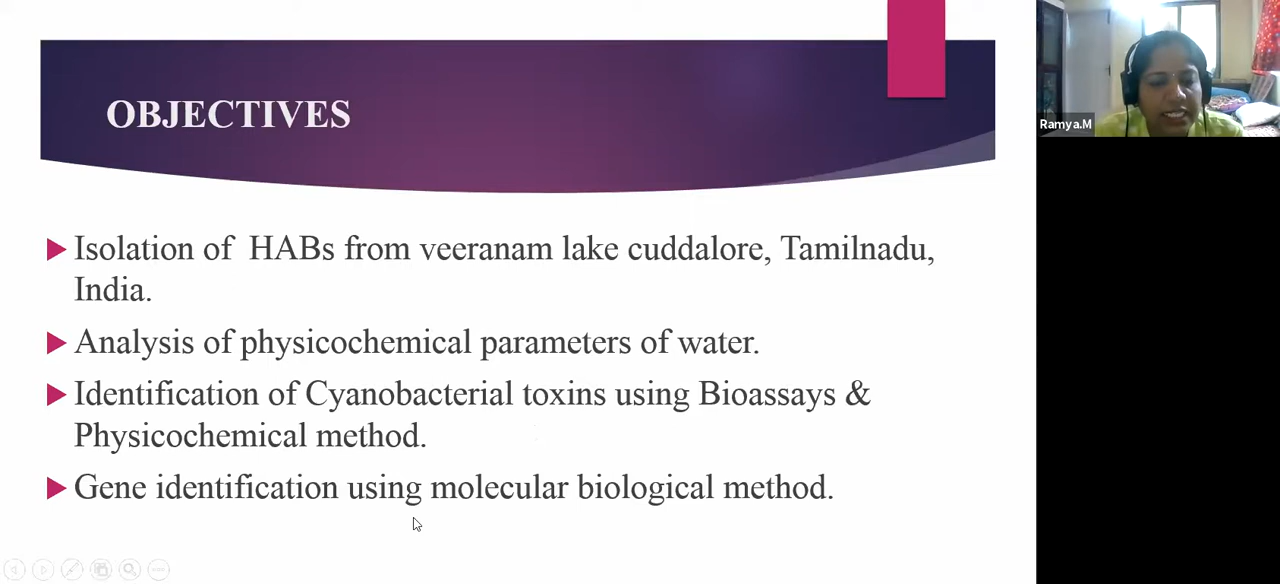 OBJECTIVES
Isolation of HABs from veeranam lake cuddalore, Tamilnadu,
India.
Analysis of physicochemical parameters of water.
Identification of Cyanobacterial toxins using Bioassays &
Physicochemical method.
Gene identification using molecular biological method.
Ramya.M